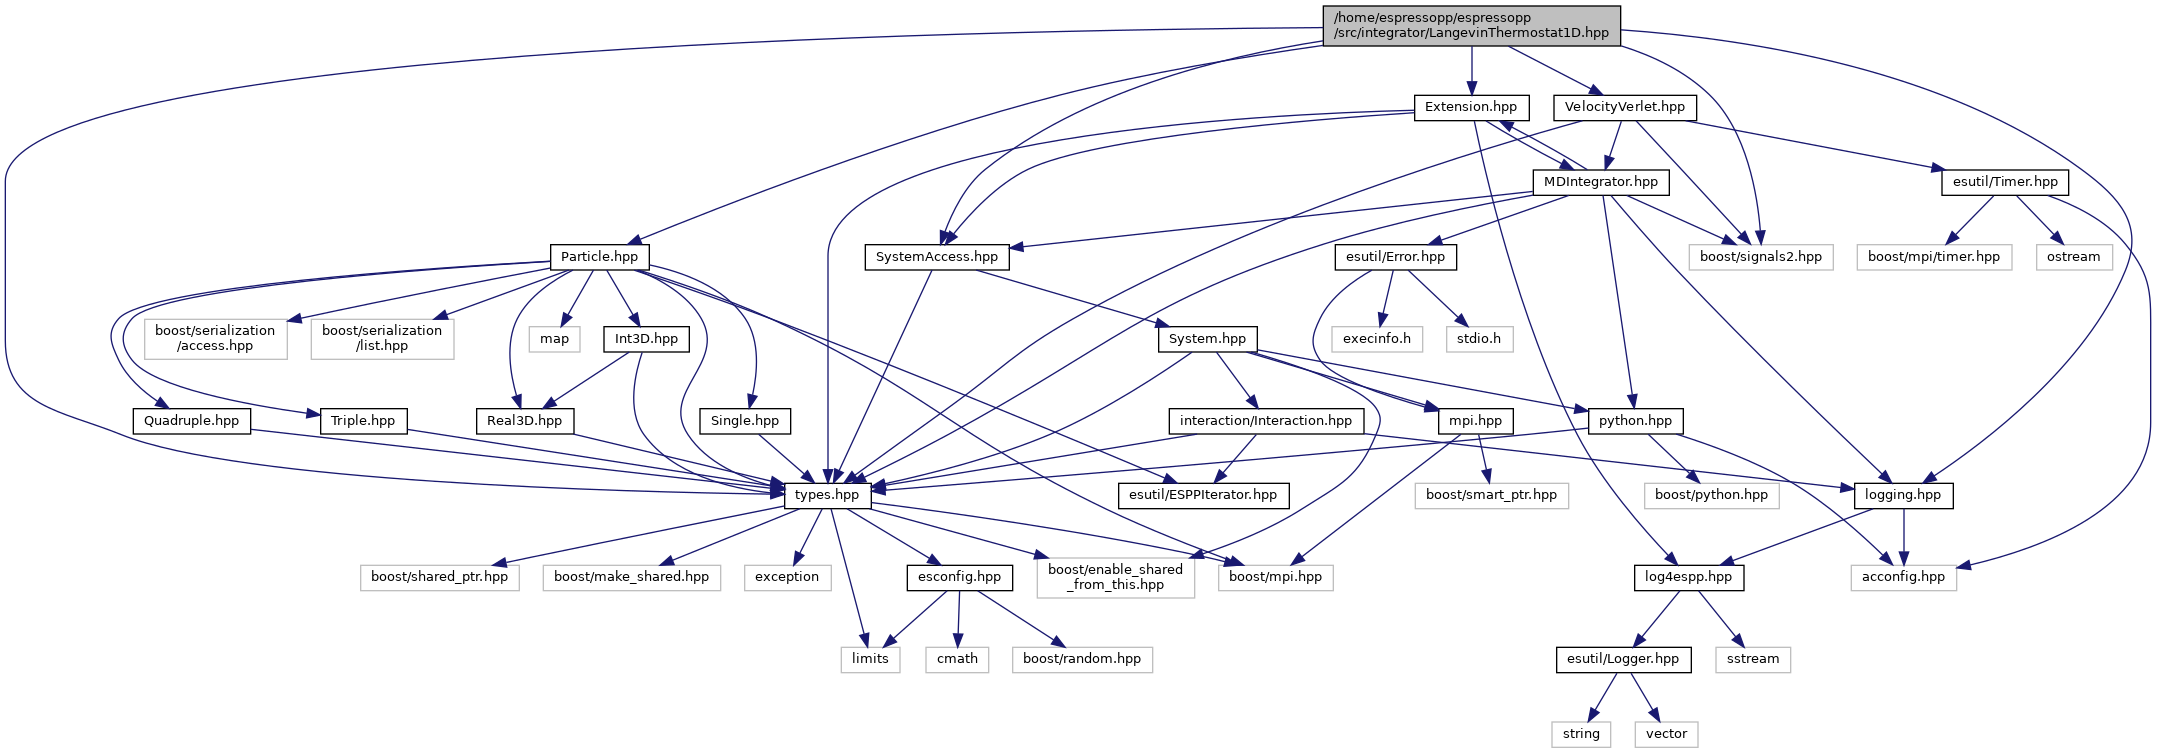 /home/espressopp/espressopp
/src/integrator/LangevinThermostat1D.hpp
Extension.hpp
VelocityVerlet.hpp
MDIntegrator.hpp
esutil/Timer.hpp
Particle.hpp
SystemAccess.hpp
esutil/Error.hpp
boost/signals2.hpp
boost/mpi/timer.hpp
ostream
boost/serialization
/access.hpp
boost/serialization
/list.hpp
map
Int3D.hpp
System.hpp
execinfo.h
stdio.h
Quadruple.hpp
Triple.hpp
Real3D.hpp
Single.hpp
interaction/Interaction.hpp
mpi.hpp
python.hpp
types.hpp
esutil/ESPPIterator.hpp
boost/smart_ptr.hpp
boost/python.hpp
logging.hpp
boost/shared_ptr.hpp
boost/make_shared.hpp
exception
esconfig.hpp
boost/enable_shared
_from_this.hpp
boost/mpi.hpp
log4espp.hpp
acconfig.hpp
limits
cmath
boost/random.hpp
esutil/Logger.hpp
sstream
string
vector